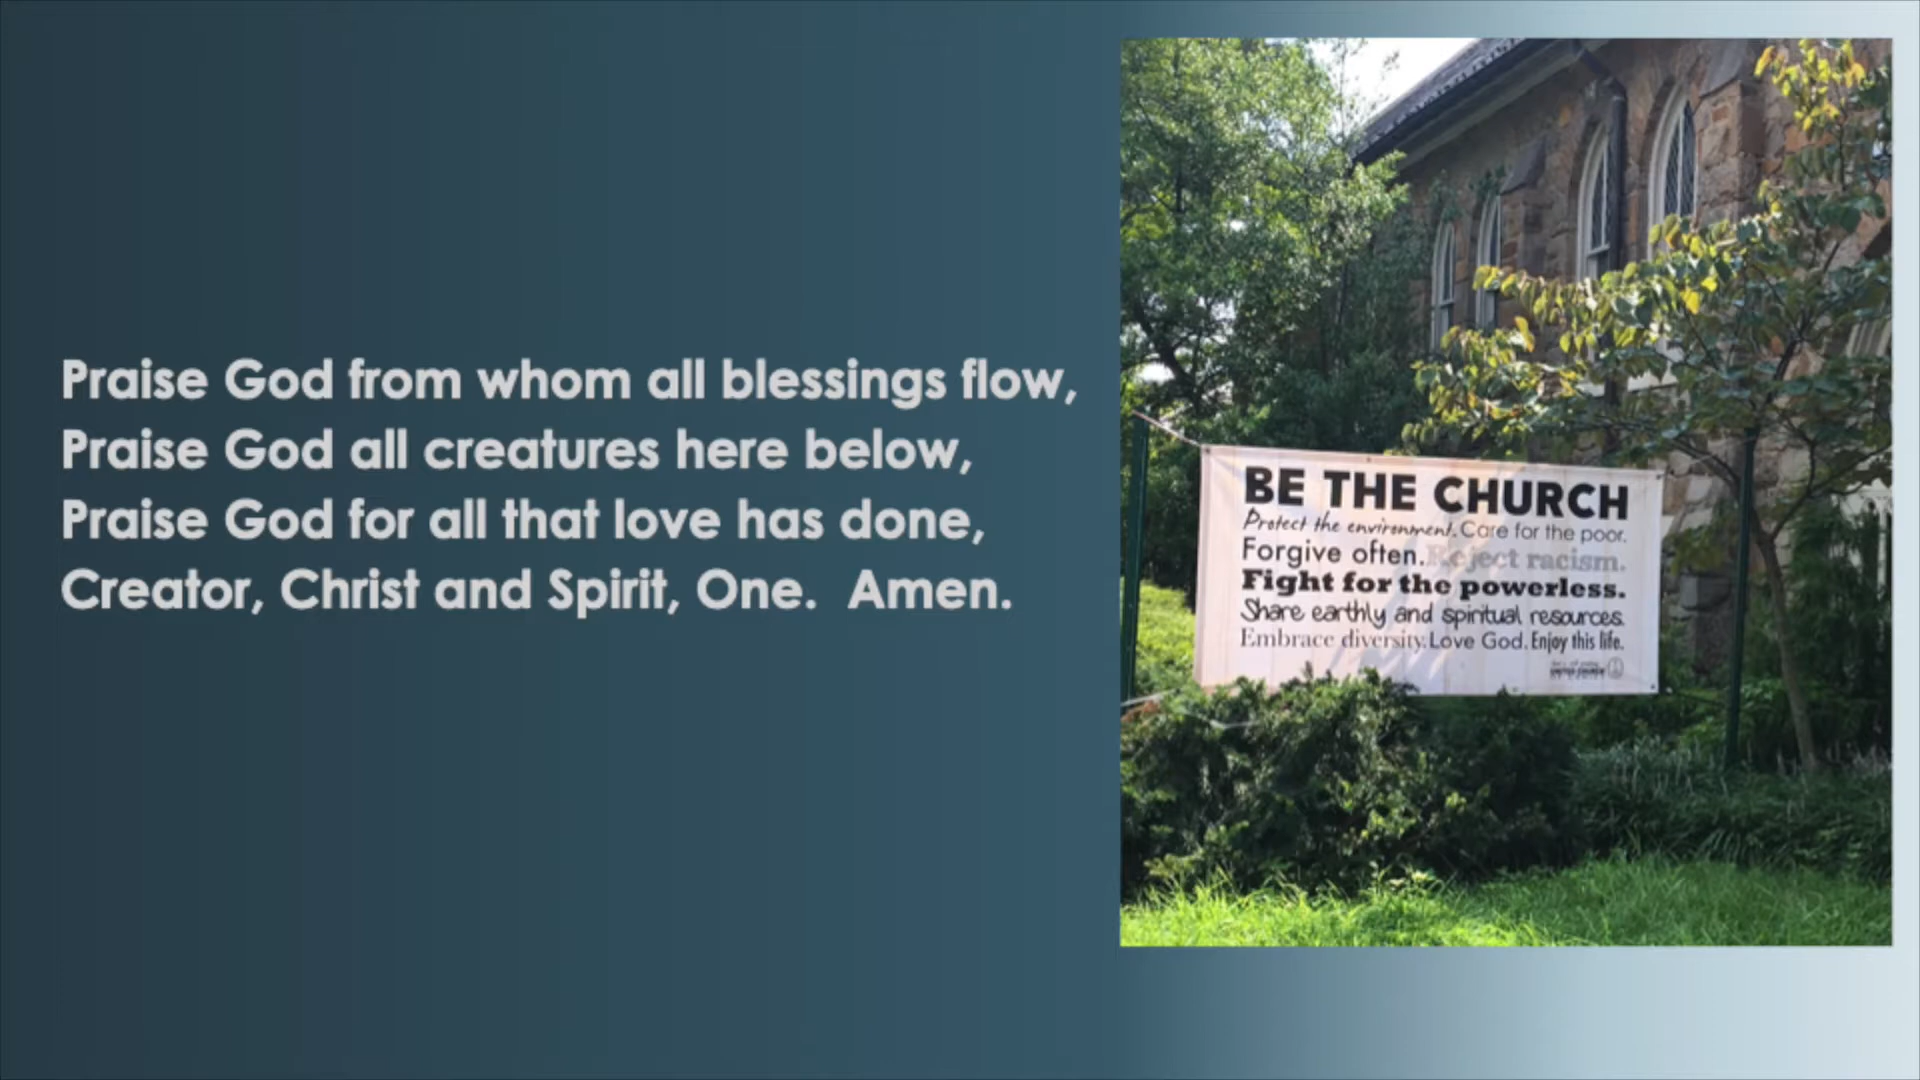 Praise God from whom all blessings flow,
Praise God all creatures here below,
Praise God for all that love has done,
Creator, Christ and Spirit, One. Amen.
BE THE CHURCH
Protect the environment. Care for the poor.
Forgive often. Reject racism.
Fight for the powerless.
Share earthly and spiritual resources.
Embrace diversity. Love God. Enjoy this life.
UNITED CHURCH